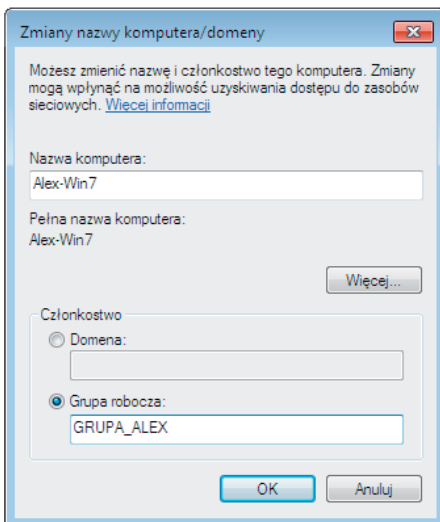 Zmiany nazwy komputera/domeny
Możesz zmienić nazwę i członkostwo tego komputera. Zmiany
mogą wpłynąć na możliwość uzyskiwania dostępu do zasobów
sieciowych. Więcej informacji
Nazwa komputera:
Alex-Win7
Pełna nazwa komputera:
Alex-Win7
Więcej...
Członkostwo
Domena:
Grupa robocza:
GRUPA_ALEX
OK
Anuluj